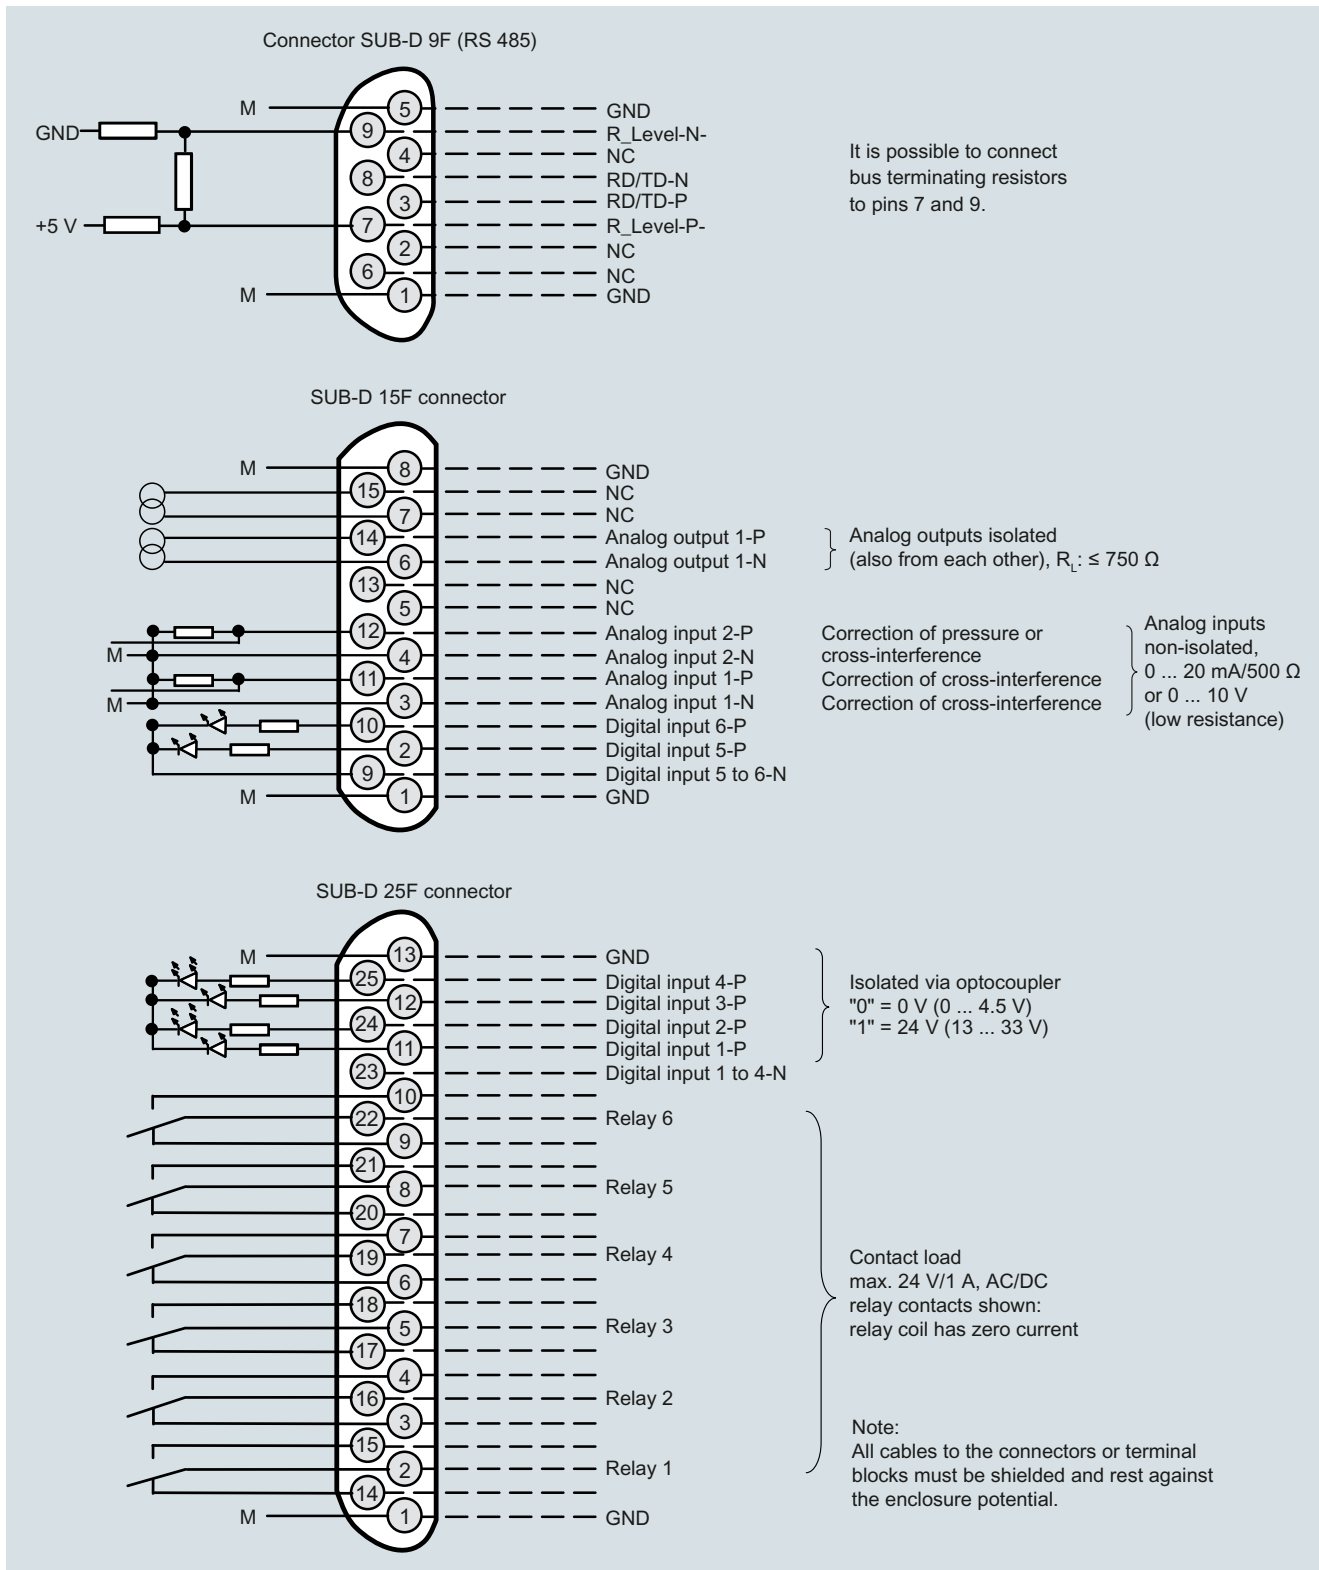 Connector SUB-D 9F (RS 485)
M 5 GND
GND 9 R_Level-N-
4 NC
8 RD/TD-N
3 RD/TD-P
+5 V 7 R_Level-P-
2 NC
6 NC
M 1 GND
It is possible to connect
bus terminating resistors
to pins 7 and 9.
SUB-D 15F connector
M 8 GND
15 NC
7 NC
14 Analog output 1-P
6 Analog output 1-N
Analog outputs isolated
(also from each other), RL: ≤ 750 Ω
13 NC
5 NC
12 Analog input 2-P
M 4 Analog input 2-N
Correction of pressure or
cross-interference
11 Analog input 1-P Correction of cross-interference
M 3 Analog input 1-N Correction of cross-interference
Analog inputs
non-isolated,
0 ... 20 mA/500 Ω
or 0 ... 10 V
(low resistance)
10 Digital input 6-P
2 Digital input 5-P
9 Digital input 5 to 6-N
M 1 GND
SUB-D 25F connector
M 13 GND
25 Digital input 4-P
12 Digital input 3-P
24 Digital input 2-P
11 Digital input 1-P
23 Digital input 1 to 4-N
Isolated via optocoupler
"0" = 0 V (0 ... 4.5 V)
"1" = 24 V (13 ... 33 V)
10
22 Relay 6
9
21
8 Relay 5
20
7
19 Relay 4
6
18
5 Relay 3
17
4
16 Relay 2
3
15
2 Relay 1
14
M 1 GND
Contact load
max. 24 V/1 A, AC/DC
relay contacts shown:
relay coil has zero current
Note:
All cables to the connectors or terminal
blocks must be shielded and rest against
the enclosure potential.